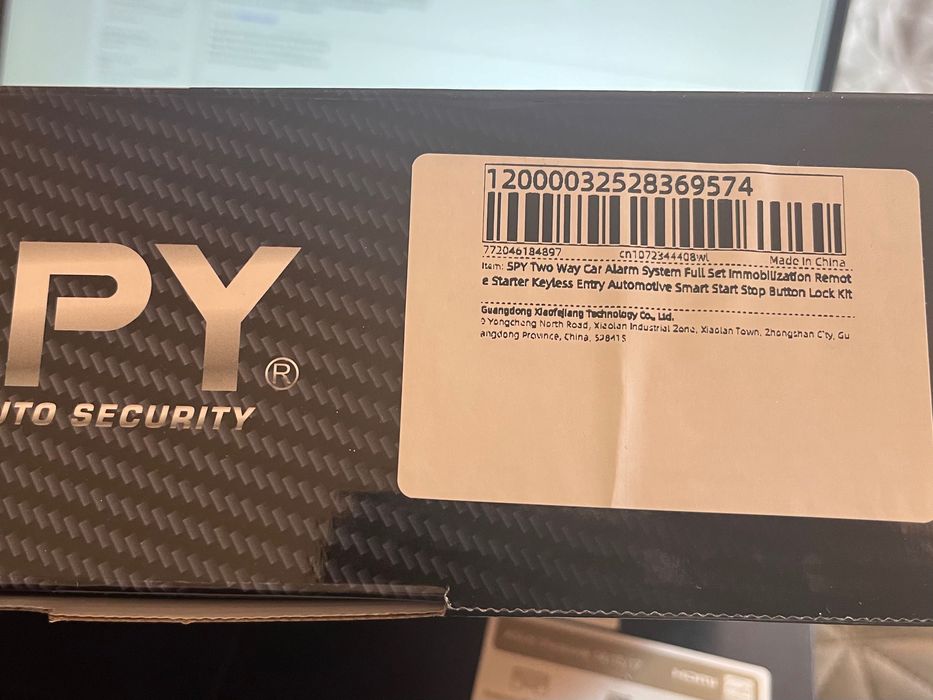 PY®
UTO SECURITY
12000032528369574
772046184897 cn1072344408wl Made In China
Item: SPY Two Way Car Alarm System Full Set Immobilization Remot
e Starter Keyless Entry Automotive Smart Start Stop Button Lock Kit
Guangdong Xiaofeijiang Technology Co., Ltd.
9 Yongcheng North Road, Xiaolan Industrial Zone, Xiaolan Town, Zhongshan City, Gu
angdong Province, China, 528415